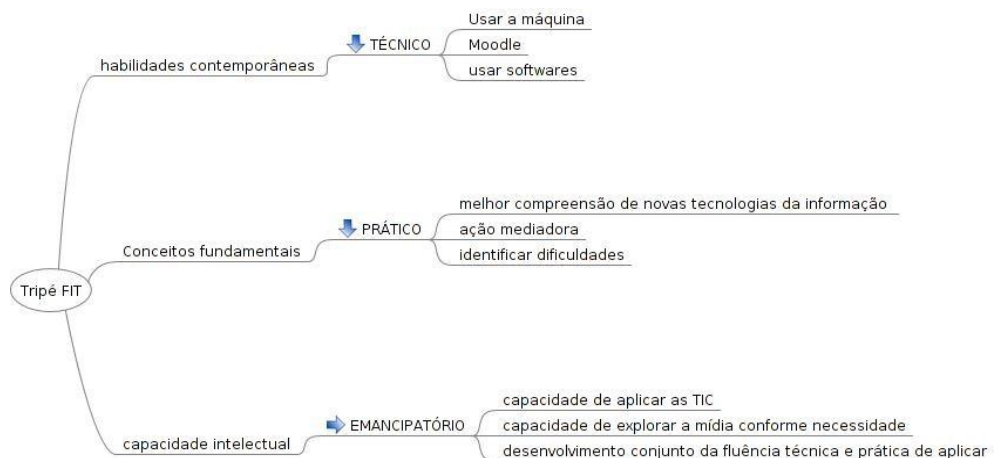 Tripé FIT
habilidades contemporâneas
TÉCNICO
Usar a máquina
Moodle
usar softwares
Conceitos fundamentais
PRÁTICO
melhor compreensão de novas tecnologias da informação
ação mediadora
identificar dificuldades
capacidade intelectual
EMANCIPATÓRIO
capacidade de aplicar as TIC
capacidade de explorar a mídia conforme necessidade
desenvolvimento conjunto da fluência técnica e prática de aplicar